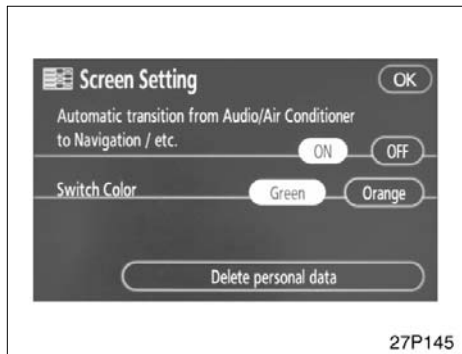 Screen Setting OK
Automatic transition from Audio/Air Conditioner
to Navigation / etc.
ON OFF
Switch Color Green Orange
Delete personal data
27P145